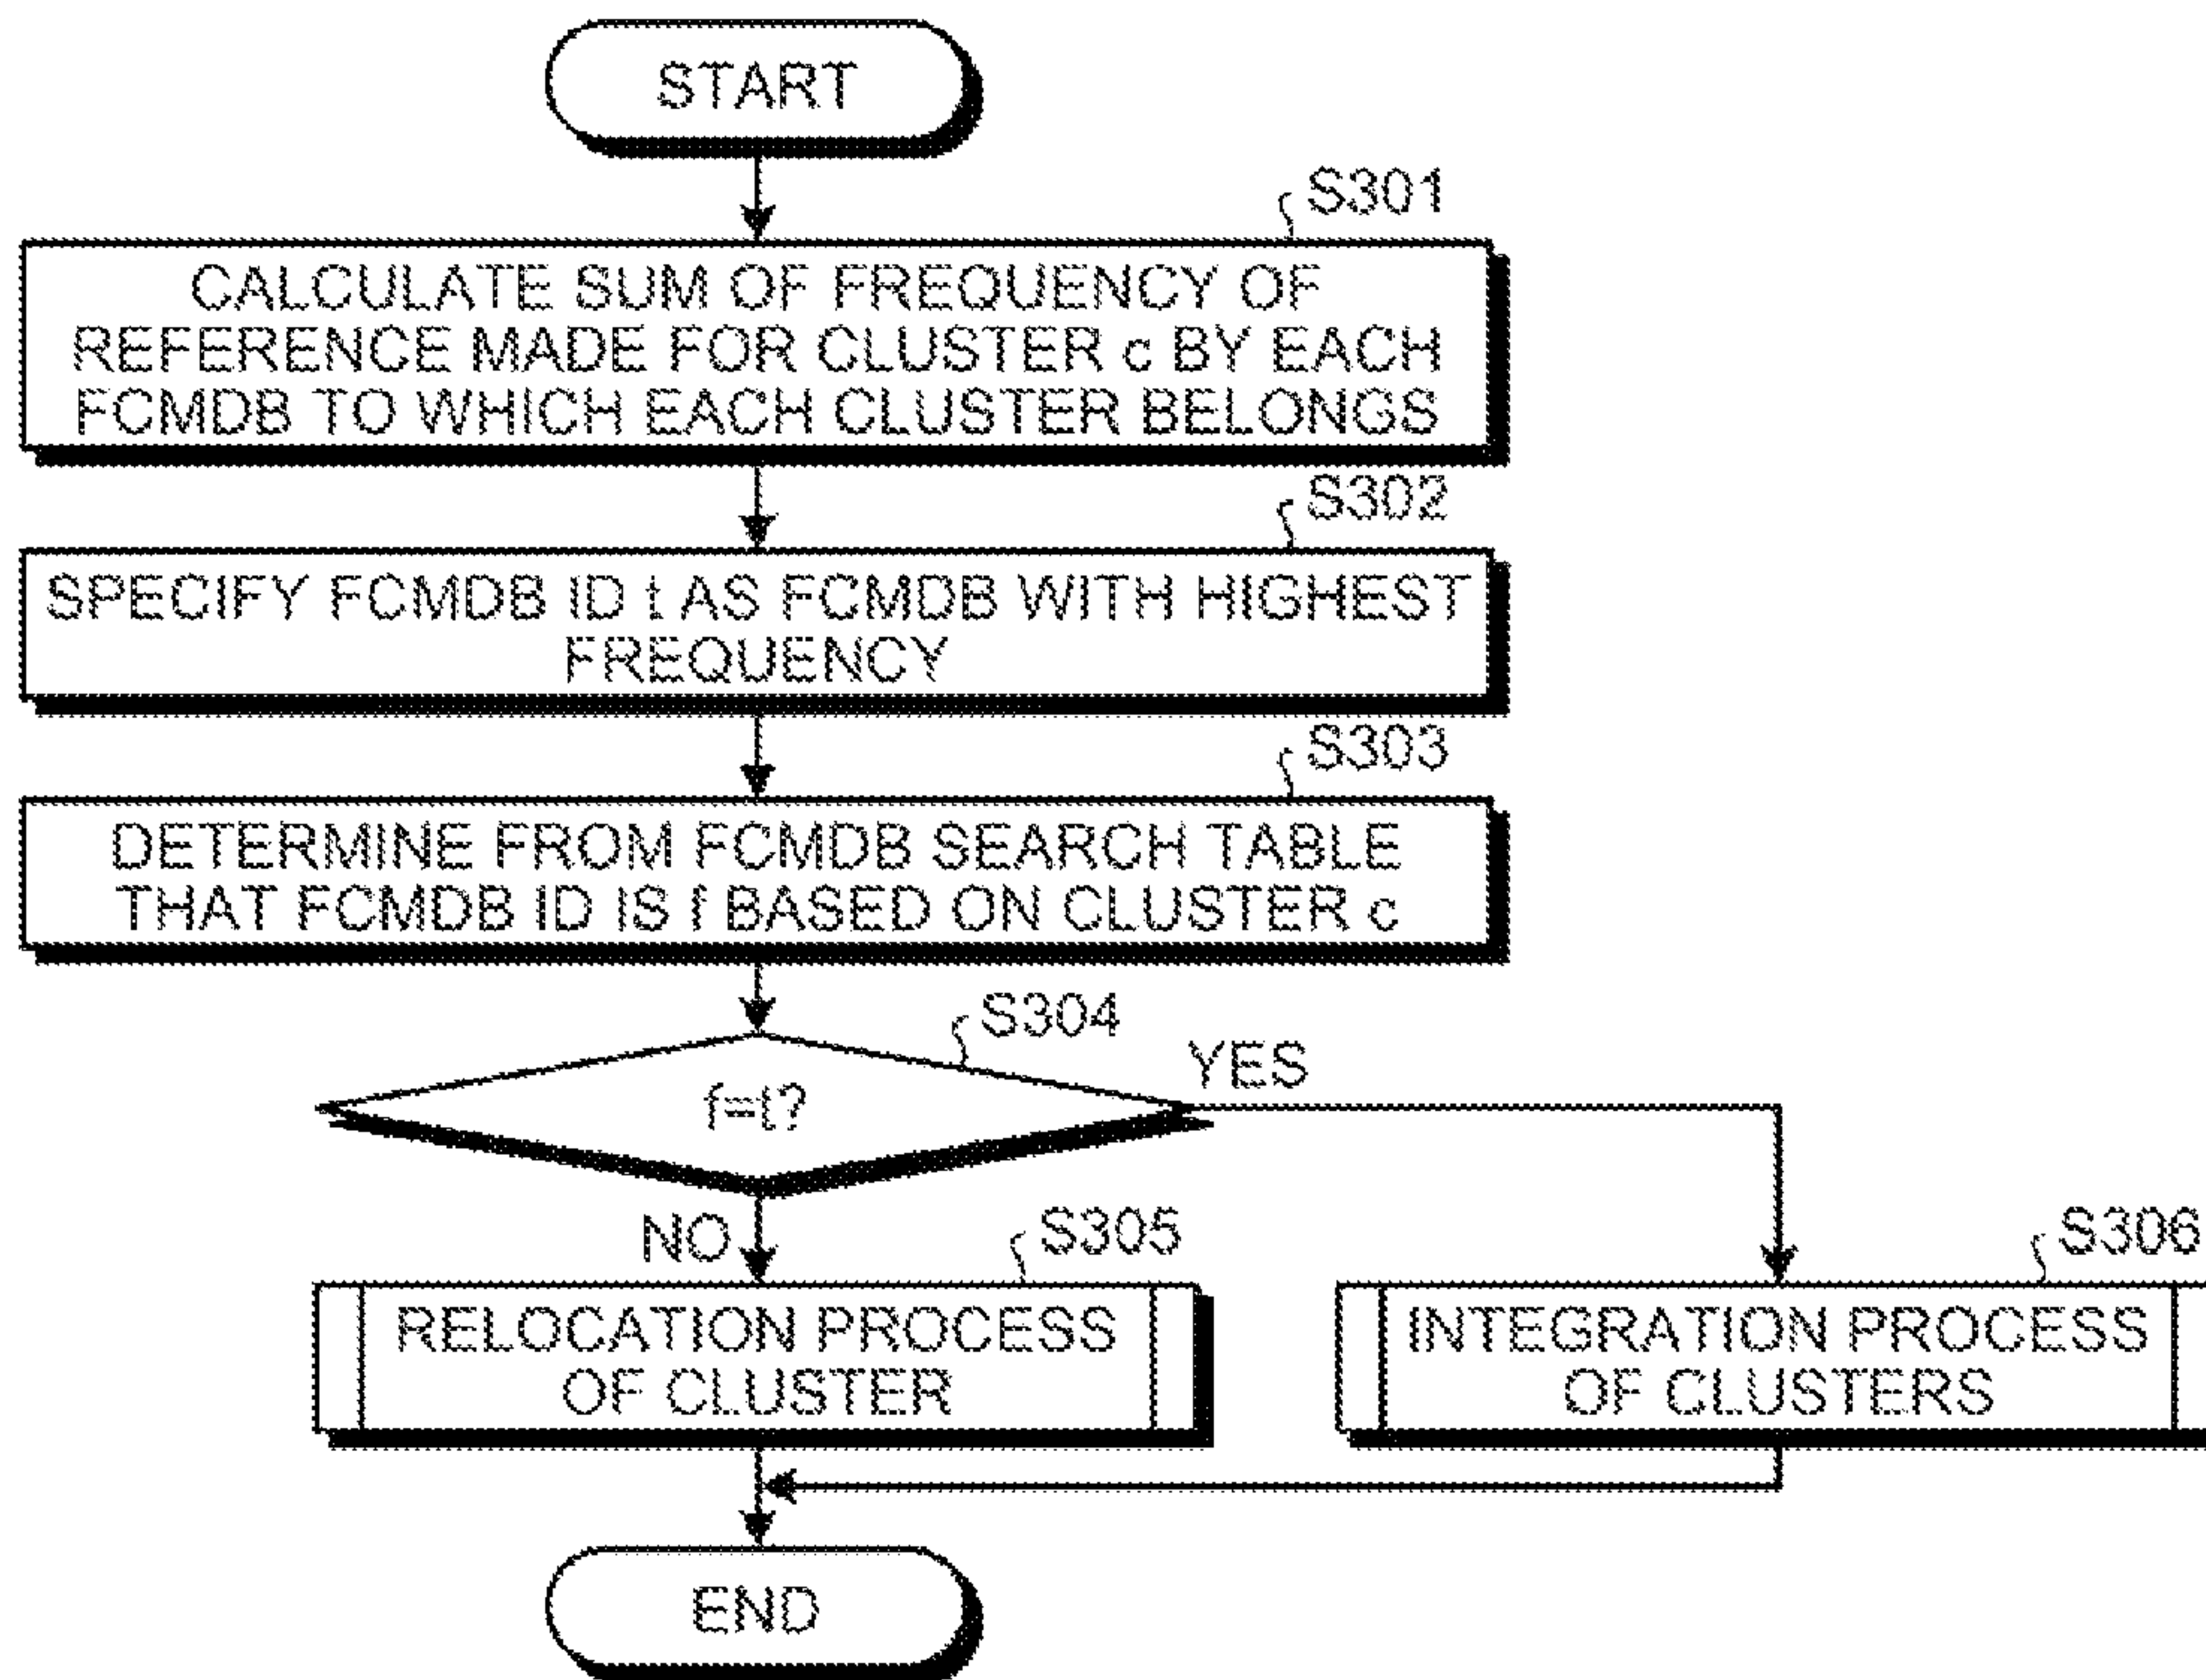 START
S301
CALCULATE SUM OF FREQUENCY OF
REFERENCE MADE FOR CLUSTER c BY EACH
FCMDB TO WHICH EACH CLUSTER BELONGS
S302
SPECIFY FCMDB ID t AS FCMDB WITH HIGHEST
FREQUENCY
S303
DETERMINE FROM FCMDB SEARCH TABLE
THAT FCMDB ID IS f BASED ON CLUSTER c
S304
f=t?
YES
NO
S305
RELOCATION PROCESS
OF CLUSTER
S306
INTEGRATION PROCESS
OF CLUSTERS
END